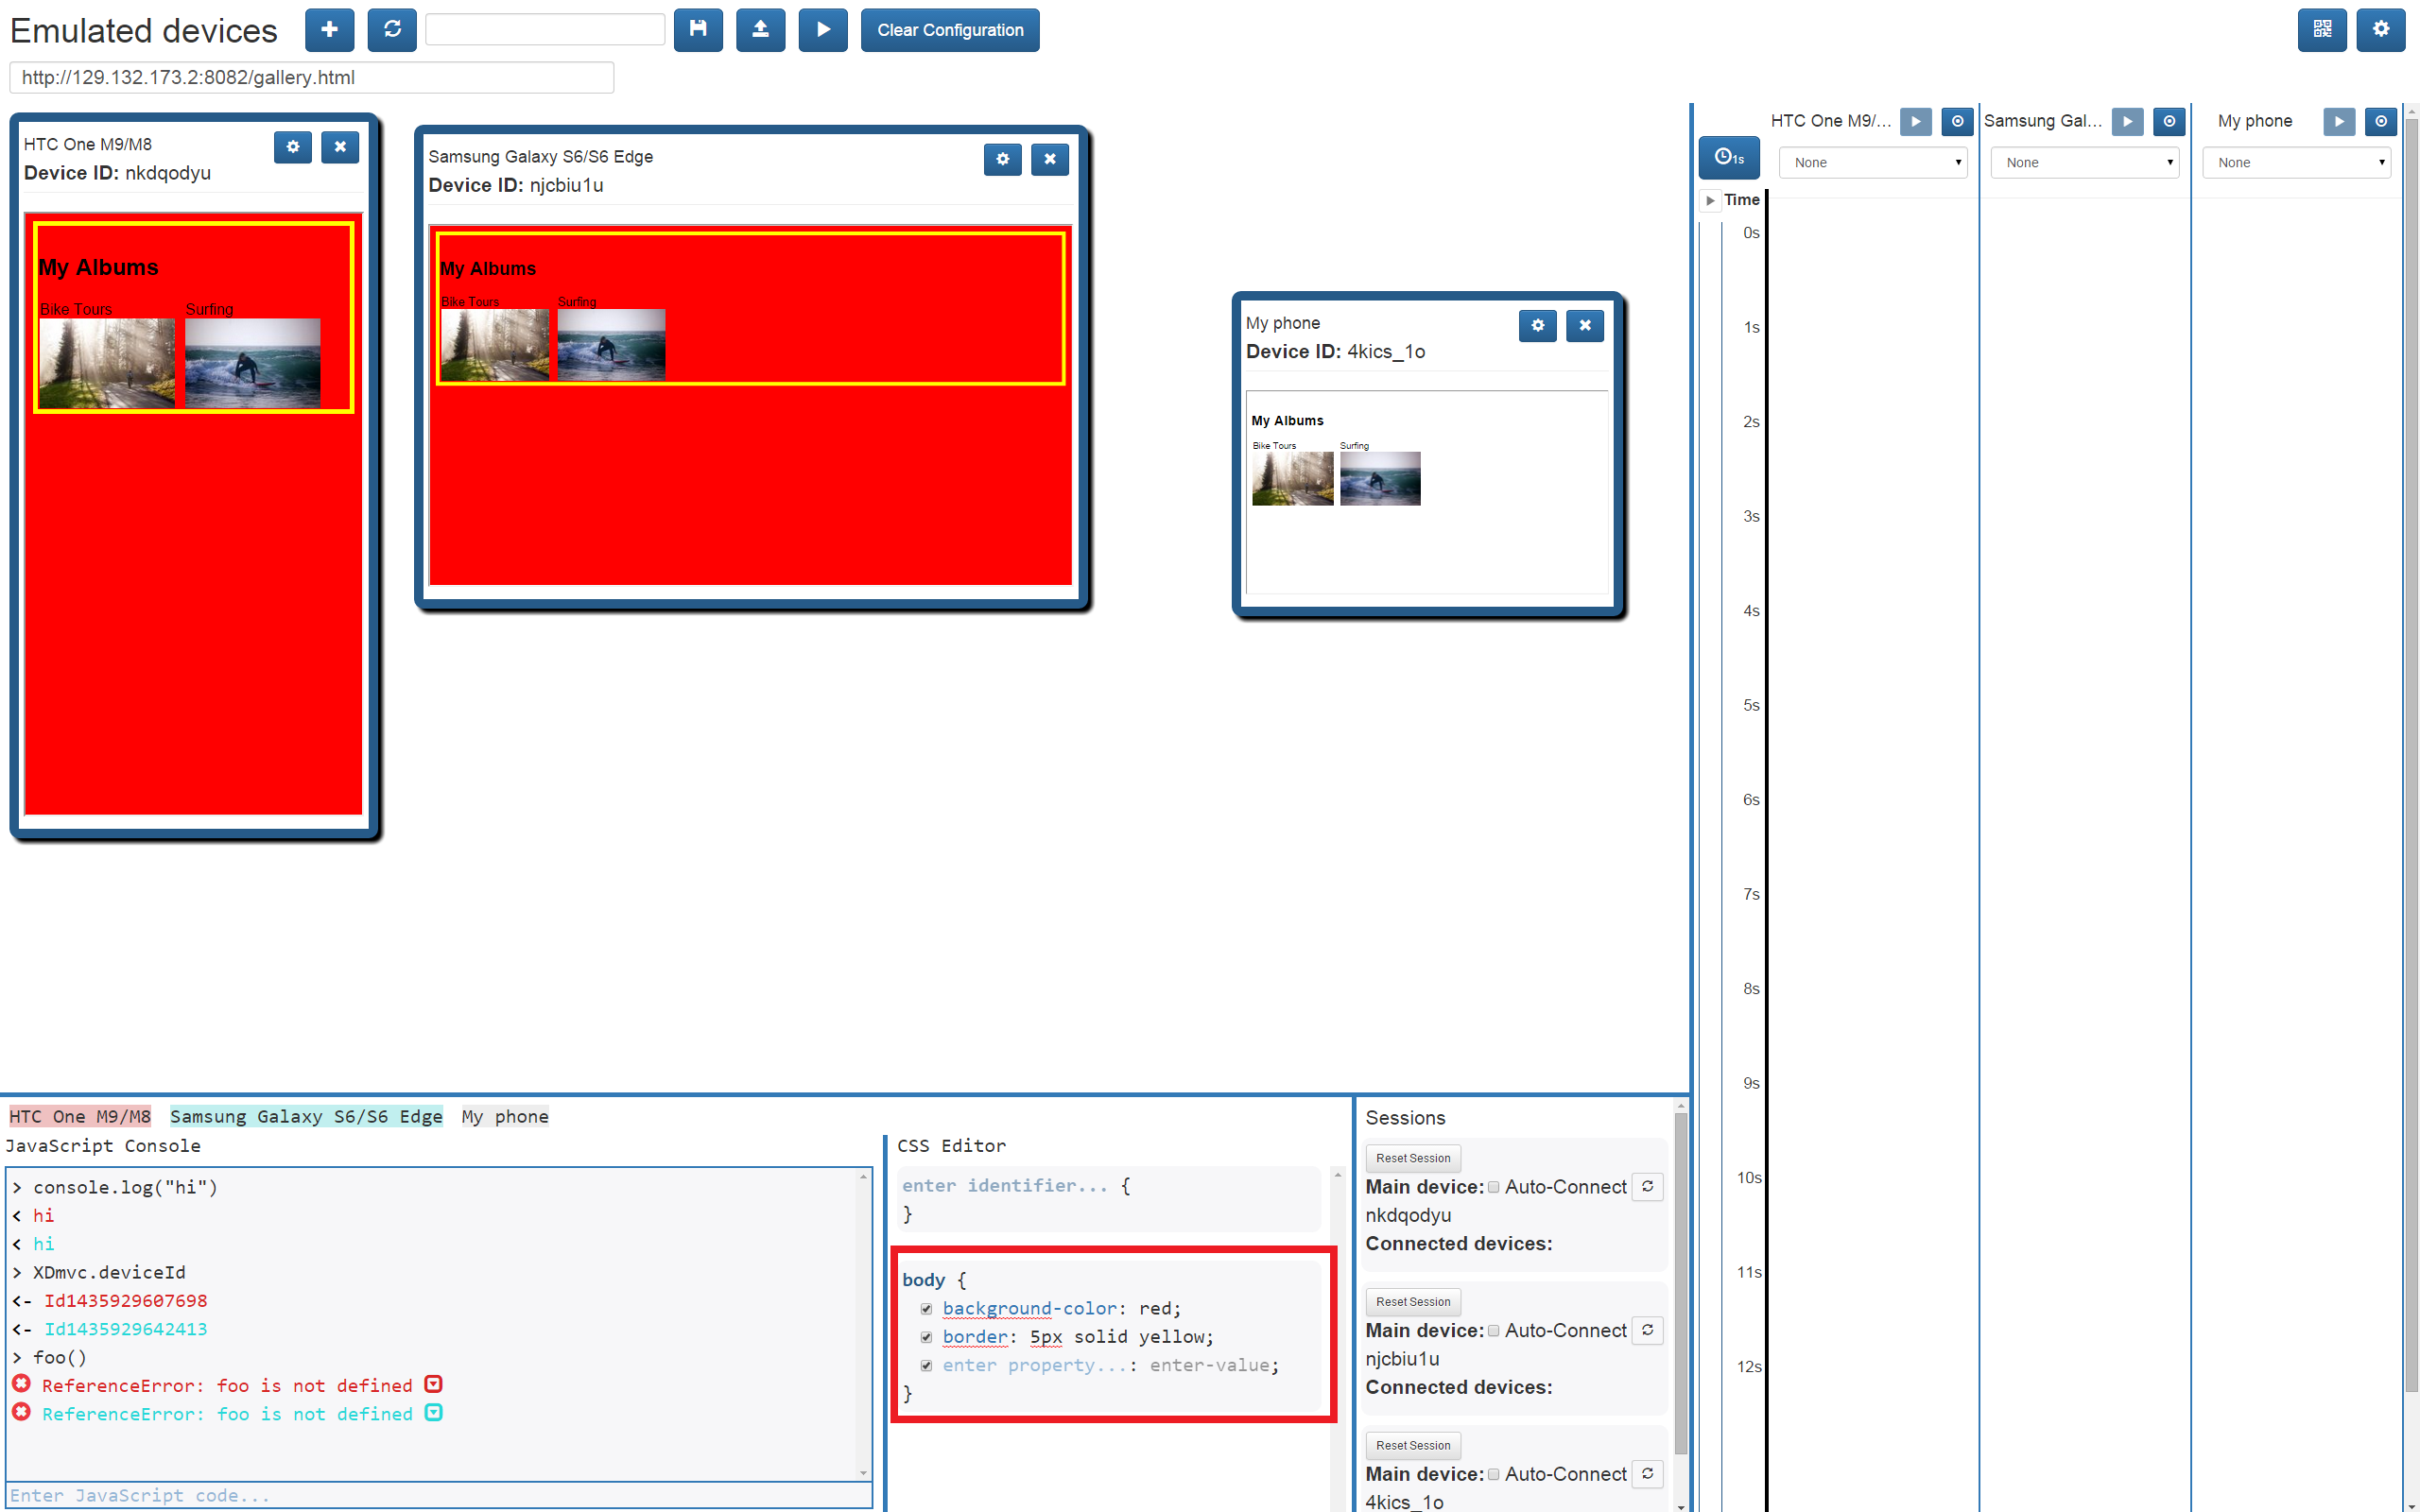 Emulated devices
Clear Configuration
http://129.132.173.2:8082/gallery.html
HTC One M9/M8
Device ID: nkdqodyu
My Albums
Bike Tours Surfing
Samsung Galaxy S6/S6 Edge
Device ID: njcbiu1u
My Albums
Bike Tours Surfing
My phone
Device ID: 4kics_1o
My Albums
Bike Tours Surfing
HTC One M9/... Samsung Gal... My phone
1s None None None
Time
0s
1s
2s
3s
4s
5s
6s
7s
8s
9s
10s
11s
12s
HTC One M9/M8 Samsung Galaxy S6/S6 Edge My phone
JavaScript Console
> console.log("hi")
< hi
< hi
> XDmvc.deviceId
<- Id1435929607698
<- Id1435929642413
> foo()
ReferenceError: foo is not defined
ReferenceError: foo is not defined
Enter JavaScript code...
CSS Editor
enter identifier... {
}
body {
background-color: red;
border: 5px solid yellow;
enter property...: enter-value;
}
Sessions
Reset Session
Main device: Auto-Connect
nkdqodyu
Connected devices:
Reset Session
Main device: Auto-Connect
njcbiu1u
Connected devices:
Reset Session
Main device: Auto-Connect
4kics_1o